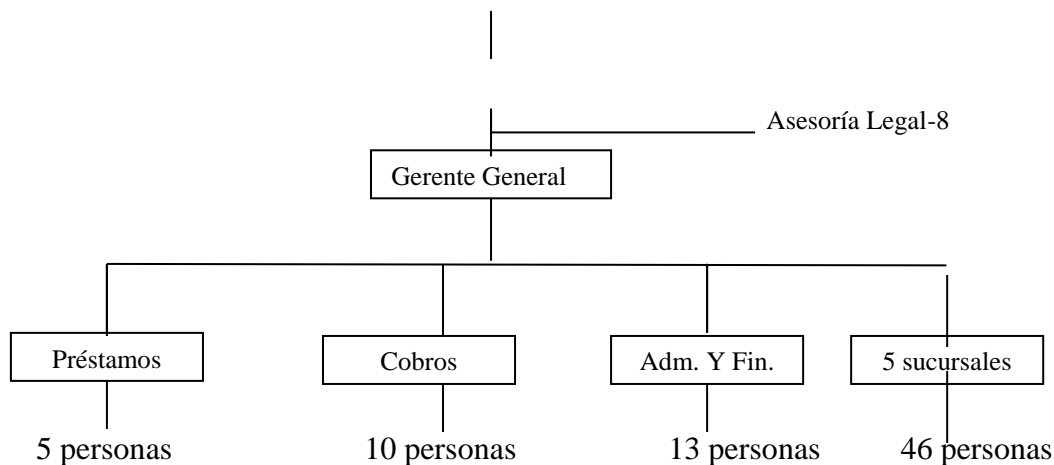 Asesoría Legal-8
Gerente General
Préstamos
Cobros
Adm. Y Fin.
5 sucursales
5 personas
10 personas
13 personas
46 personas